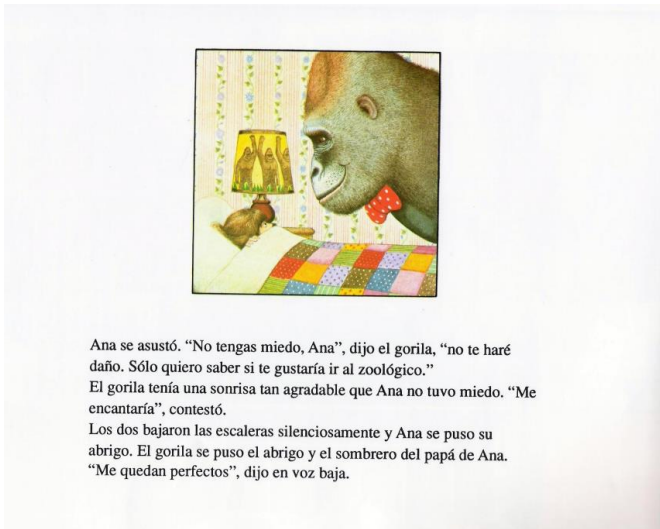 Ana se asustó. “No tengas miedo, Ana”, dijo el gorila, “no te haré
daño. Sólo quiero saber si te gustaría ir al zoológico.”
El gorila tenía una sonrisa tan agradable que Ana no tuvo miedo. “Me
encantaría”, contestó.
Los dos bajaron las escaleras silenciosamente y Ana se puso su
abrigo. El gorila se puso el abrigo y el sombrero del papá de Ana.
“Me quedan perfectos”, dijo en voz baja.